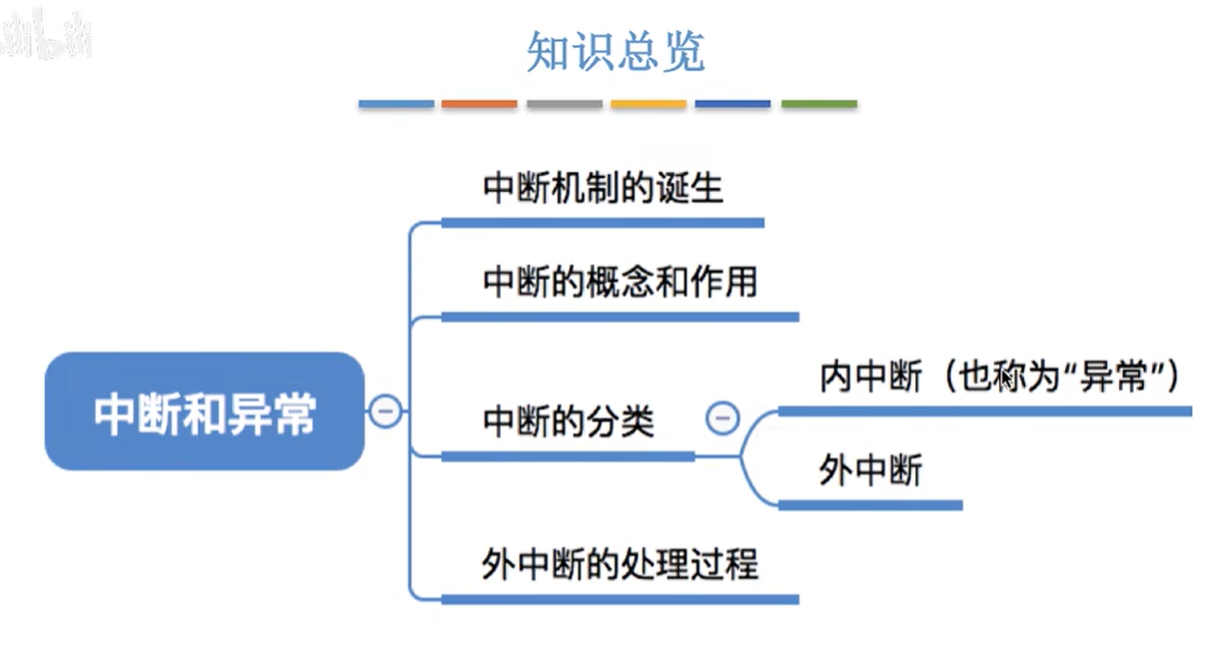 知识总览
中断机制的诞生
中断的概念和作用
中断和异常
中断的分类
内中断（也称为“异常”）
外中断
外中断的处理过程